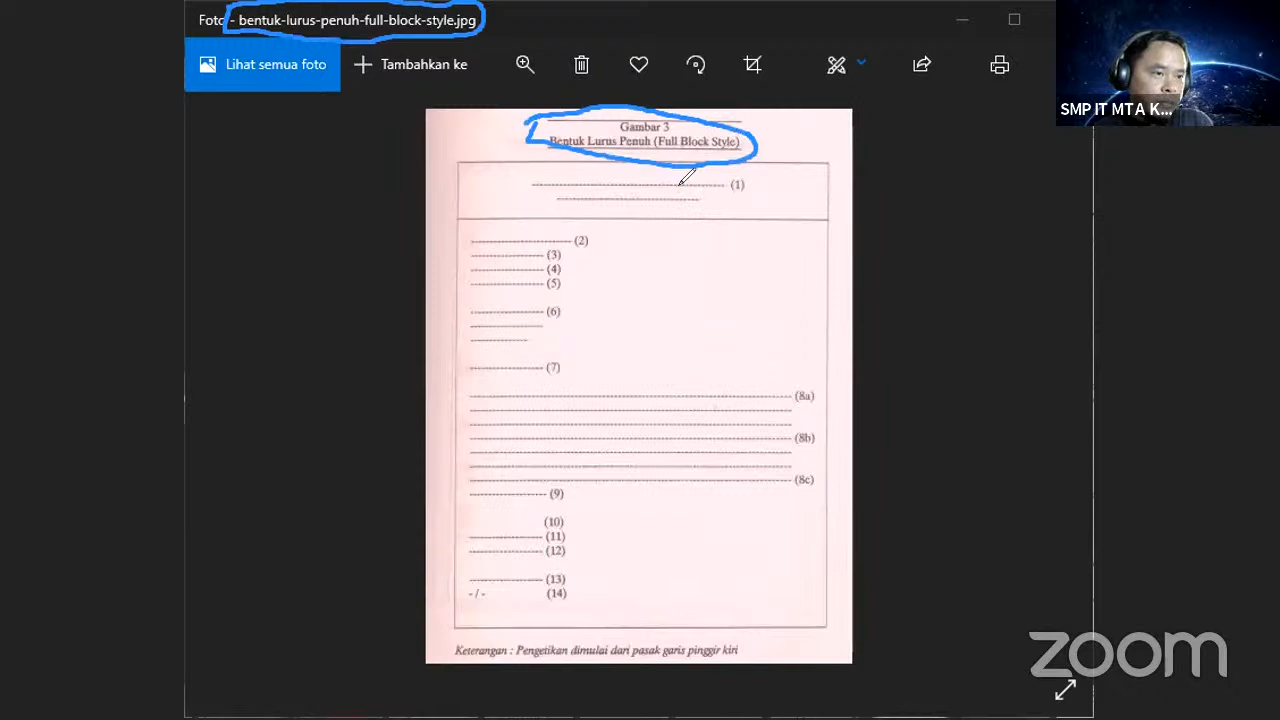 Foto - bentuk-lurus-penuh-full-block-style.jpg
Lihat semua foto
Tambahkan ke
SMP IT MTA K...
Gambar 3
Bentuk Lurus Penuh (Full Block Style)
(1)
(2)
(3)
(4)
(5)
(6)
(7)
(8a)
(8b)
(8c)
(9)
(10)
(11)
(12)
(13)
- / - (14)
Keterangan : Pengetikan dimulai dari pasak garis pinggir kiri
zoom